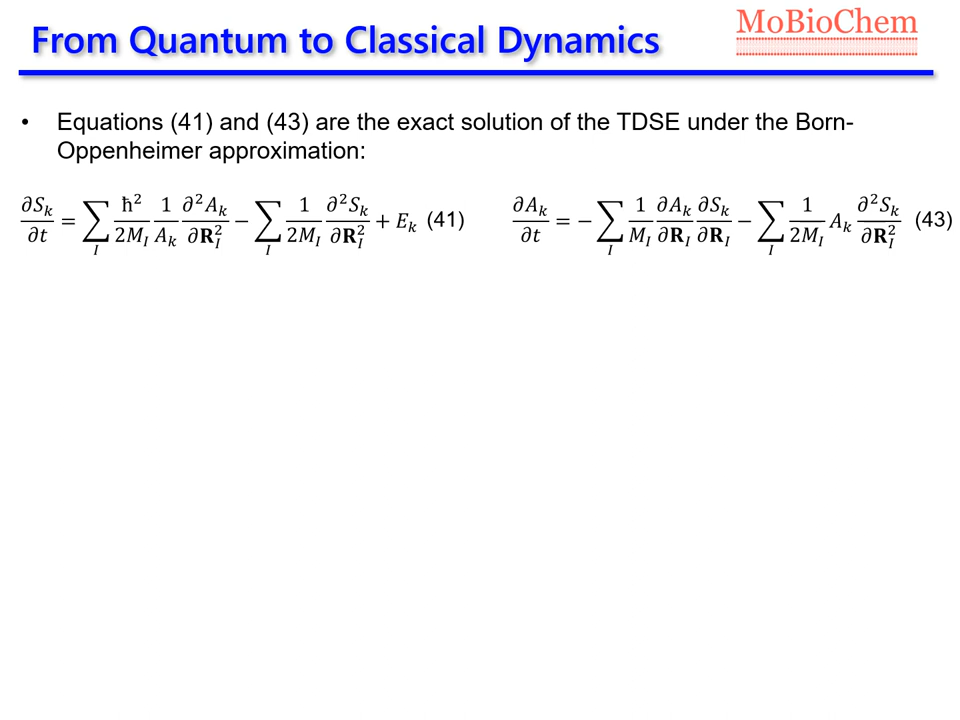 From Quantum to Classical Dynamics
MoBioChem
• Equations (41) and (43) are the exact solution of the TDSE under the Born-
Oppenheimer approximation:
∂S_k/∂t = ∑_I ħ²/2M_I 1/A_k ∂²A_k/∂𝐑_I² − ∑_I 1/2M_I ∂²S_k/∂𝐑_I² + E_k (41)
∂A_k/∂t = − ∑_I 1/M_I ∂A_k/∂𝐑_I ∂S_k/∂𝐑_I − ∑_I 1/2M_I A_k ∂²S_k/∂𝐑_I² (43)